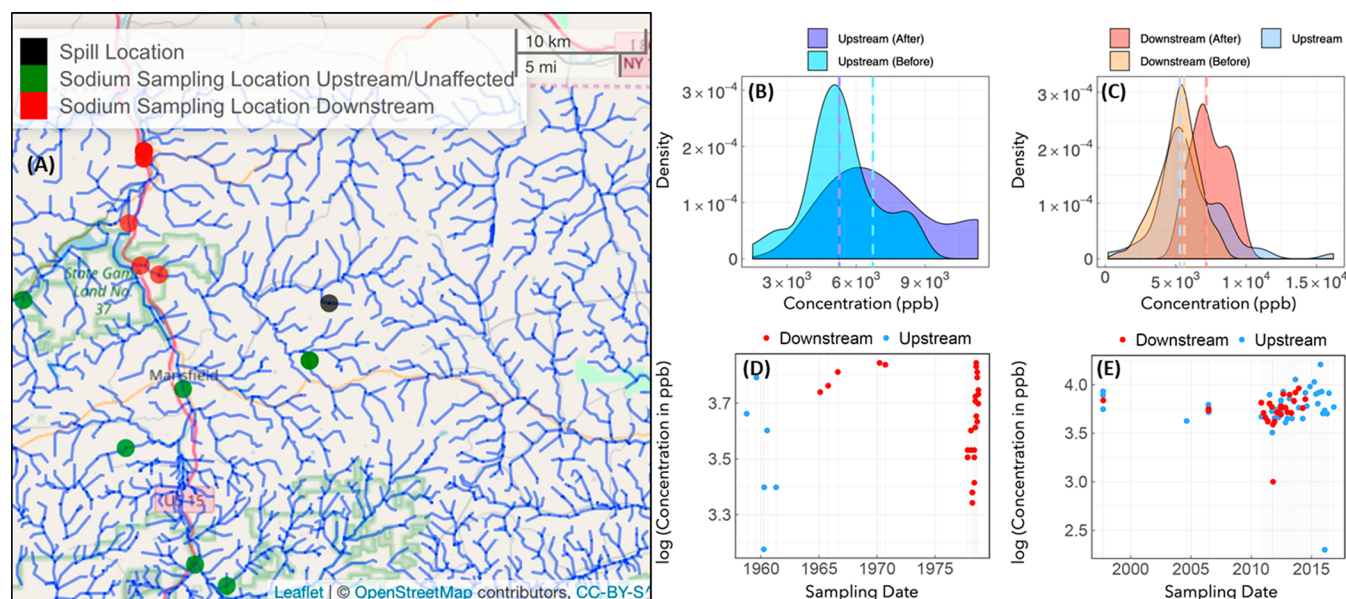 Spill Location
Sodium Sampling Location Upstream/Unaffected
Sodium Sampling Location Downstream
10 km
5 mi
NY
(A)
State Gam
Land No.
37
Mansfield
US 15
Leaflet | © OpenStreetMap contributors, CC-BY-SA
Upstream (After)
Upstream (Before)
(B)
Density
3 × 10⁻⁴
2 × 10⁻⁴
1 × 10⁻⁴
0
3 × 10³ 6 × 10³ 9 × 10³
Concentration (ppb)
Downstream (After) Upstream
Downstream (Before)
(C)
Density
3 × 10⁻⁴
2 × 10⁻⁴
1 × 10⁻⁴
0
0 5 × 10³ 1 × 10⁴ 1.5 × 10⁴
Concentration (ppb)
Downstream Upstream
(D)
log (Concentration in ppb)
3.7
3.5
3.3
1960 1965 1970 1975
Sampling Date
Downstream Upstream
(E)
log (Concentration in ppb)
4.0
3.5
3.0
2.5
2000 2005 2010 2015
Sampling Date